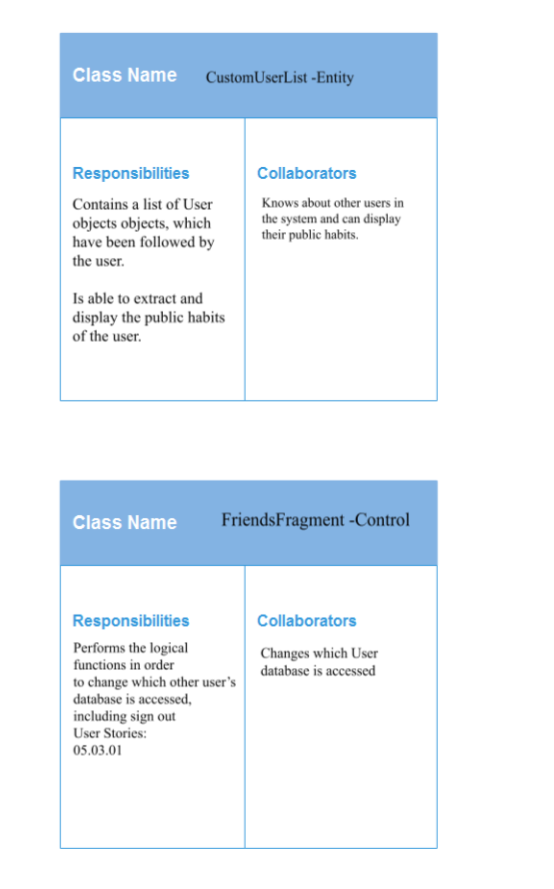 Class Name CustomUserList -Entity
Responsibilities
Contains a list of User
objects objects, which
have been followed by
the user.
Is able to extract and
display the public habits
of the user.
Collaborators
Knows about other users in
the system and can display
their public habits.
Class Name FriendsFragment -Control
Responsibilities
Performs the logical
functions in order
to change which other user's
database is accessed,
including sign out
User Stories:
05.03.01
Collaborators
Changes which User
database is accessed